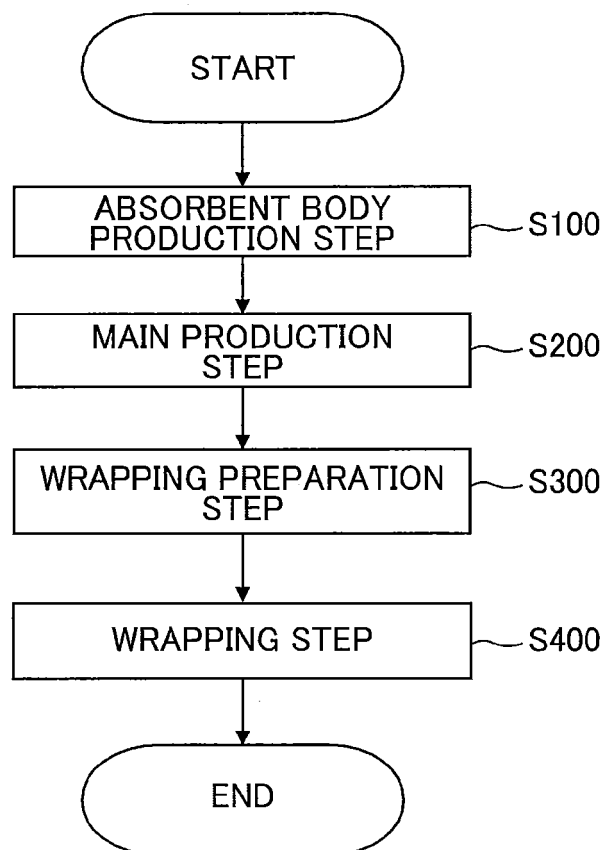 START
ABSORBENT BODY
PRODUCTION STEP
S100
MAIN PRODUCTION
STEP
S200
WRAPPING PREPARATION
STEP
S300
WRAPPING STEP
S400
END